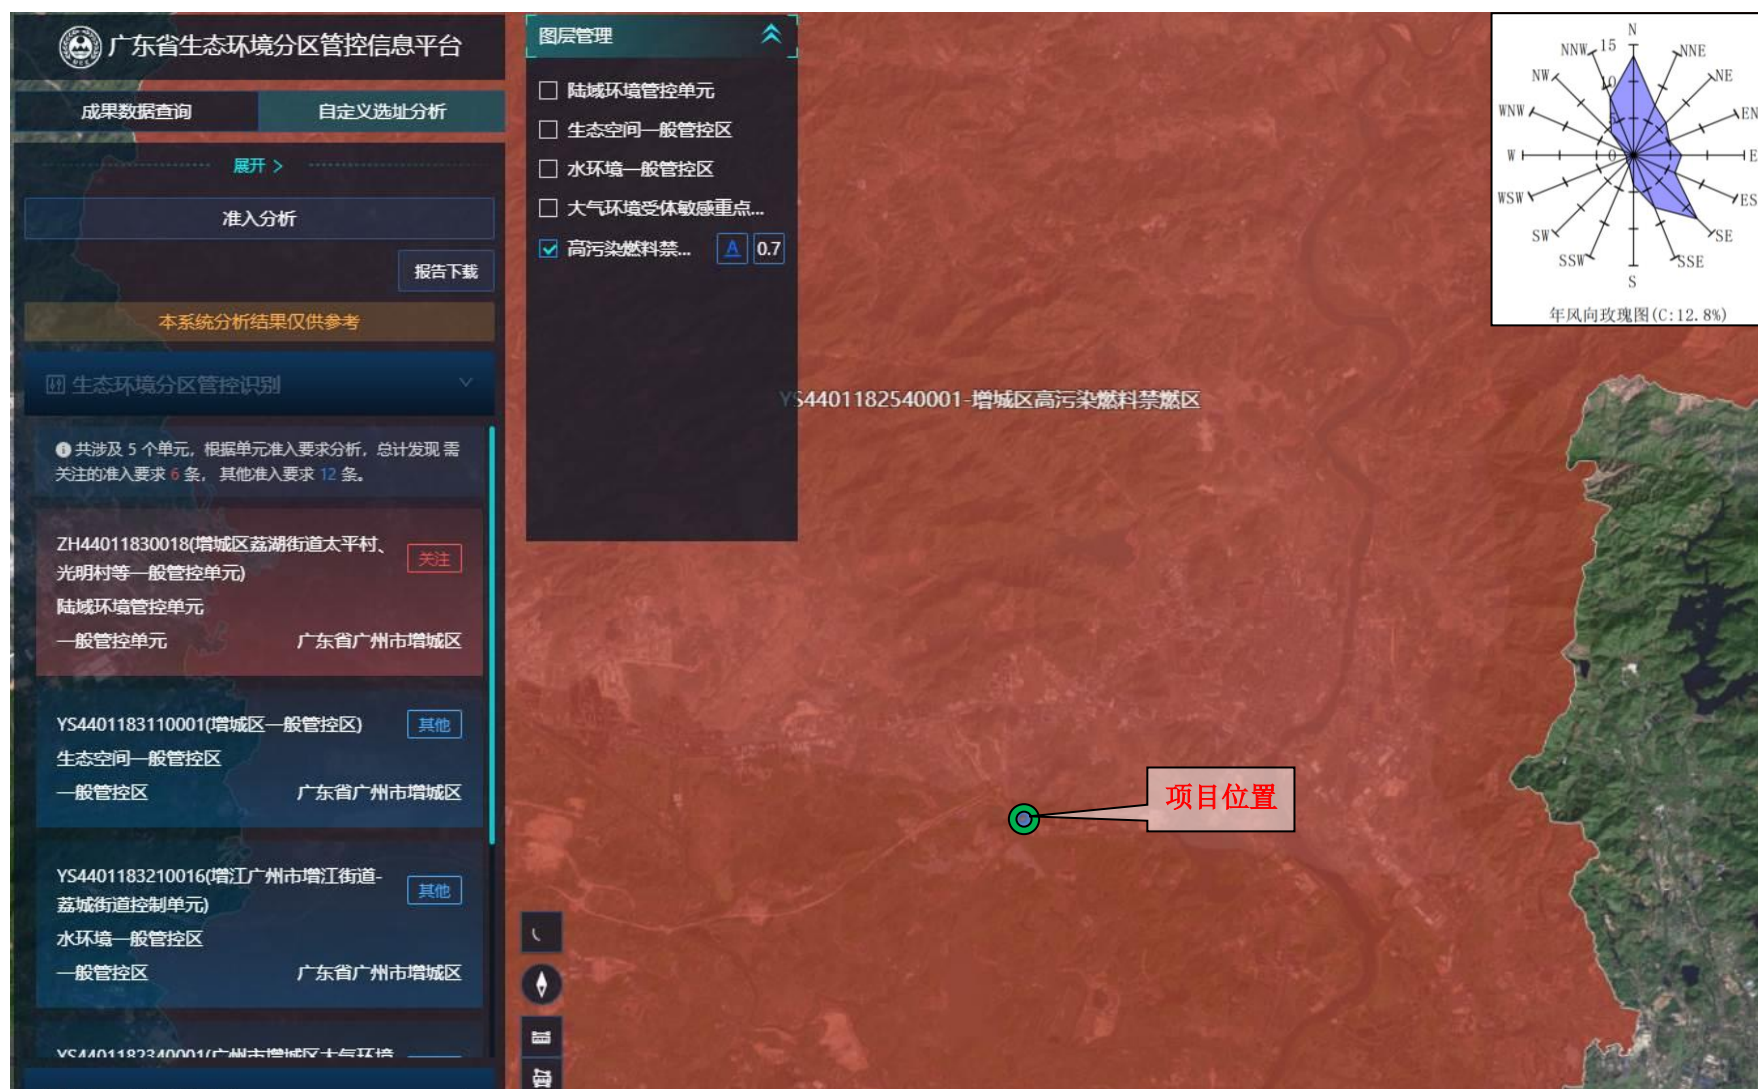 广东省生态环境分区管控信息平台
成果数据查询
自定义选址分析
展开 >
准入分析
报告下载
本系统分析结果仅供参考
生态环境分区管控识别
共涉及 5 个单元，根据单元准入要求分析，总计发现 需
关注的准入要求 6 条， 其他准入要求 12 条。
ZH44011830018(增城区荔湖街道太平村、
光明村等一般管控单元)
关注
陆域环境管控单元
一般管控单元
广东省广州市增城区
YS4401183110001(增城区一般管控区)
其他
生态空间一般管控区
一般管控区
广东省广州市增城区
YS4401183210016(增江广州市增江街道-
荔城街道控制单元)
其他
水环境一般管控区
一般管控区
广东省广州市增城区
YS4401182340001(广州市增城区大气环境
图层管理
陆域环境管控单元
生态空间一般管控区
水环境一般管控区
大气环境受体敏感重点...
高污染燃料禁...
A
0.7
YS4401182540001-增城区高污染燃料禁燃区
项目位置
N
NNW
15
NNE
NW
10
NE
WNW
5
EN
W
0
E
WSW
ES
SW
SE
SSW
SSE
S
年风向玫瑰图(C:12.8%)